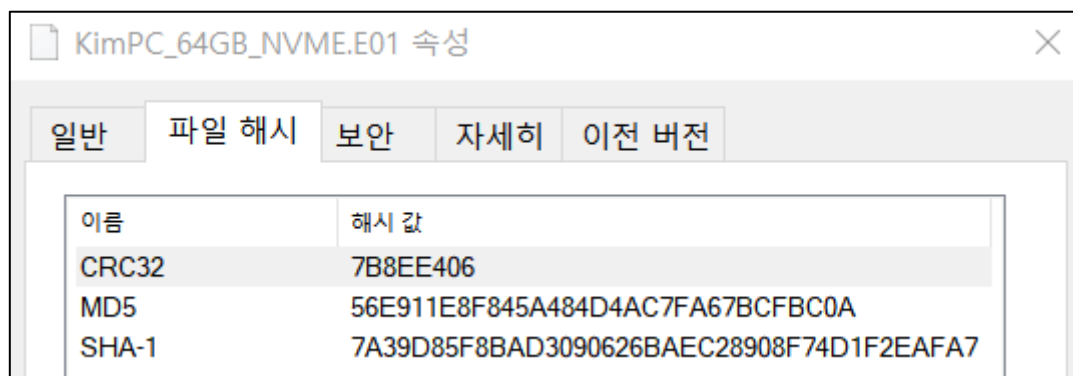 KimPC_64GB_NVME.E01 속성
일반 파일 해시 보안 자세히 이전 버전
이름 해시 값
CRC32 7B8EE406
MD5 56E911E8F845A484D4AC7FA67BCFBC0A
SHA-1 7A39D85F8BAD3090626BAEC28908F74D1F2EAFA7